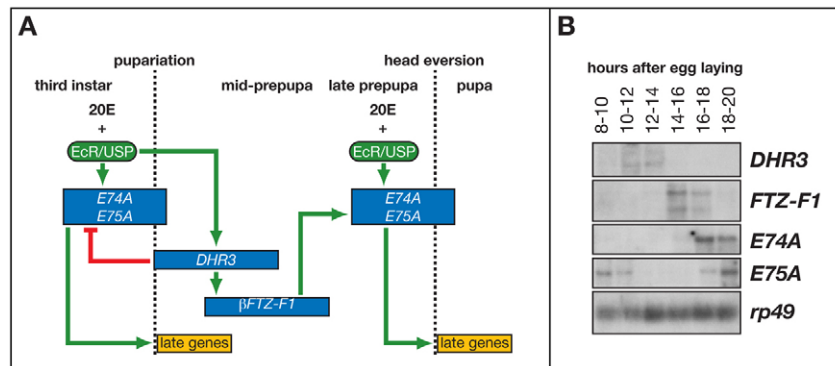 A
pupariation
head eversion
third instar
mid-prepupa
late prepupa
pupa
20E
+
EcR/USP
E74A
E75A
DHR3
βFTZ-F1
late genes
20E
+
EcR/USP
E74A
E75A
late genes
B
hours after egg laying
8-10
10-12
12-14
14-16
16-18
18-20
DHR3
FTZ-F1
E74A
E75A
rp49